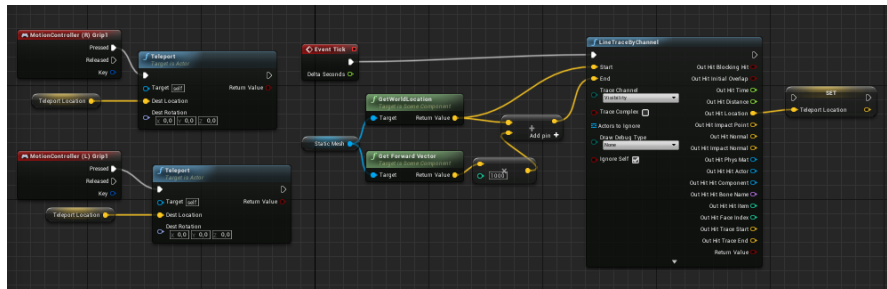 MotionController (R) Grip1
Pressed
Released
Key
Teleport
Target is Actor
Target self
Return Value
Teleport Location
Dest Location
Dest Rotation
X 0,0 Y 0,0 Z 0,0
MotionController (L) Grip1
Pressed
Released
Key
Teleport
Target is Actor
Target self
Return Value
Teleport Location
Dest Location
Dest Rotation
X 0,0 Y 0,0 Z 0,0
Event Tick
Delta Seconds
Static Mesh
GetWorldLocation
Target is Scene Component
Target
Return Value
Get Forward Vector
Target is Scene Component
Target
Return Value
+
Add pin +
×
1000
LineTraceByChannel
Start
End
Trace Channel
Visibility
Trace Complex
Actors to Ignore
Draw Debug Type
None
Ignore Self
Out Hit Blocking Hit
Out Hit Initial Overlap
Out Hit Time
Out Hit Distance
Out Hit Location
Out Hit Impact Point
Out Hit Normal
Out Hit Impact Normal
Out Hit Phys Mat
Out Hit Hit Actor
Out Hit Hit Component
Out Hit Hit Bone Name
Out Hit Hit Item
Out Hit Face Index
Out Hit Trace Start
Out Hit Trace End
Return Value
SET
Teleport Location